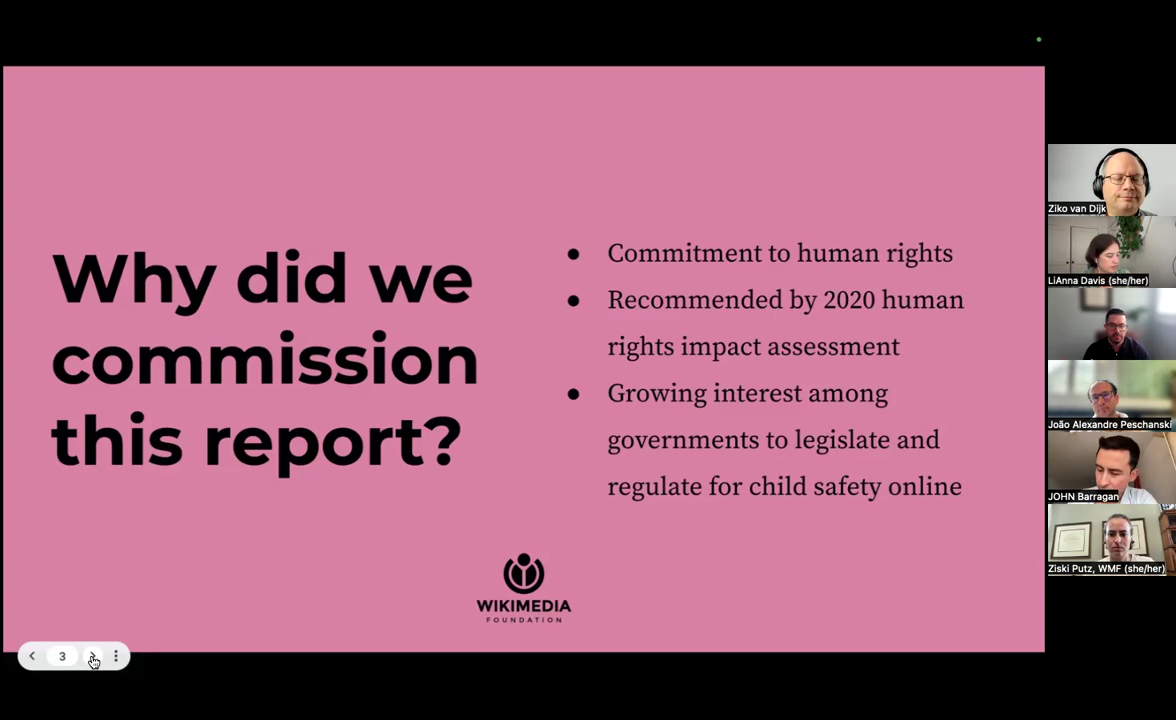 Why did we
commission
this report?
● Commitment to human rights
● Recommended by 2020 human
rights impact assessment
● Growing interest among
governments to legislate and
regulate for child safety online
WIKIMEDIA
FOUNDATION
3
Ziko van Dijk
LiAnna Davis (she/her)
João Alexandre Peschanski
JOHN Barragan
Ziski Putz, WMF (she/her)